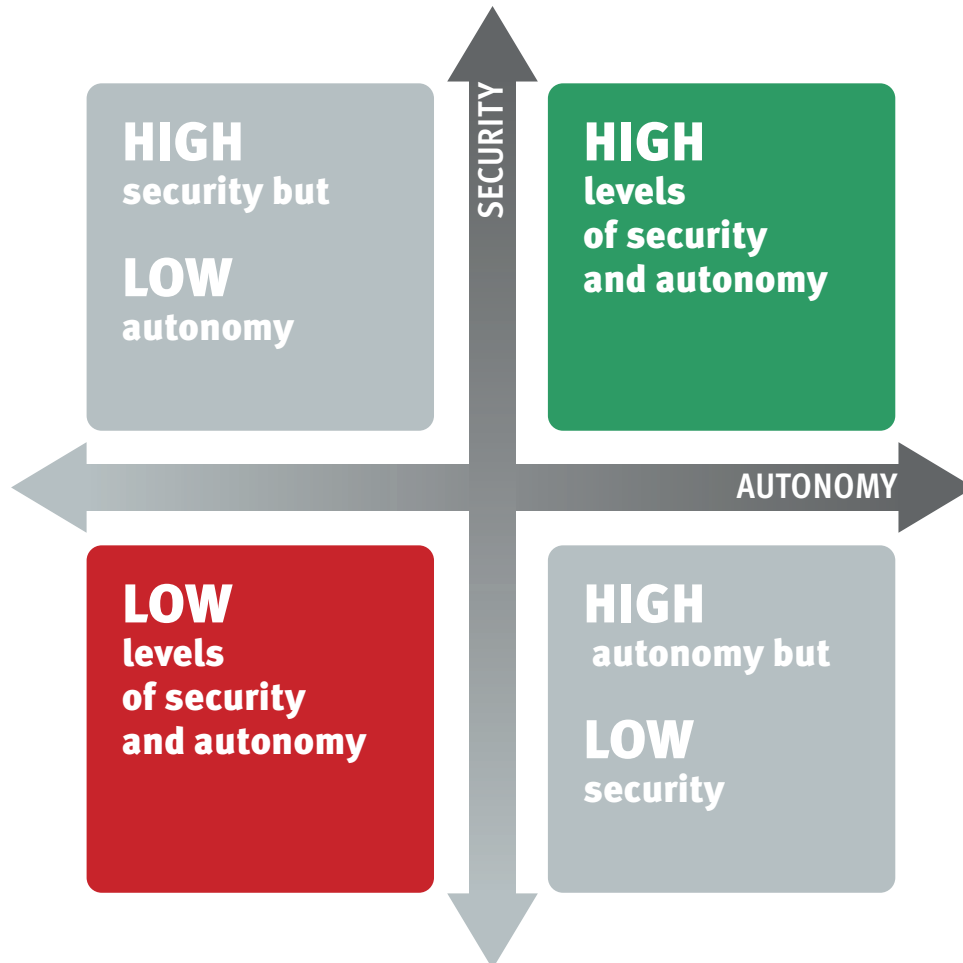 HIGH
security but
LOW
autonomy
SECURITY
HIGH
levels
of security
and autonomy
AUTONOMY
LOW
levels
of security
and autonomy
HIGH
autonomy but
LOW
security